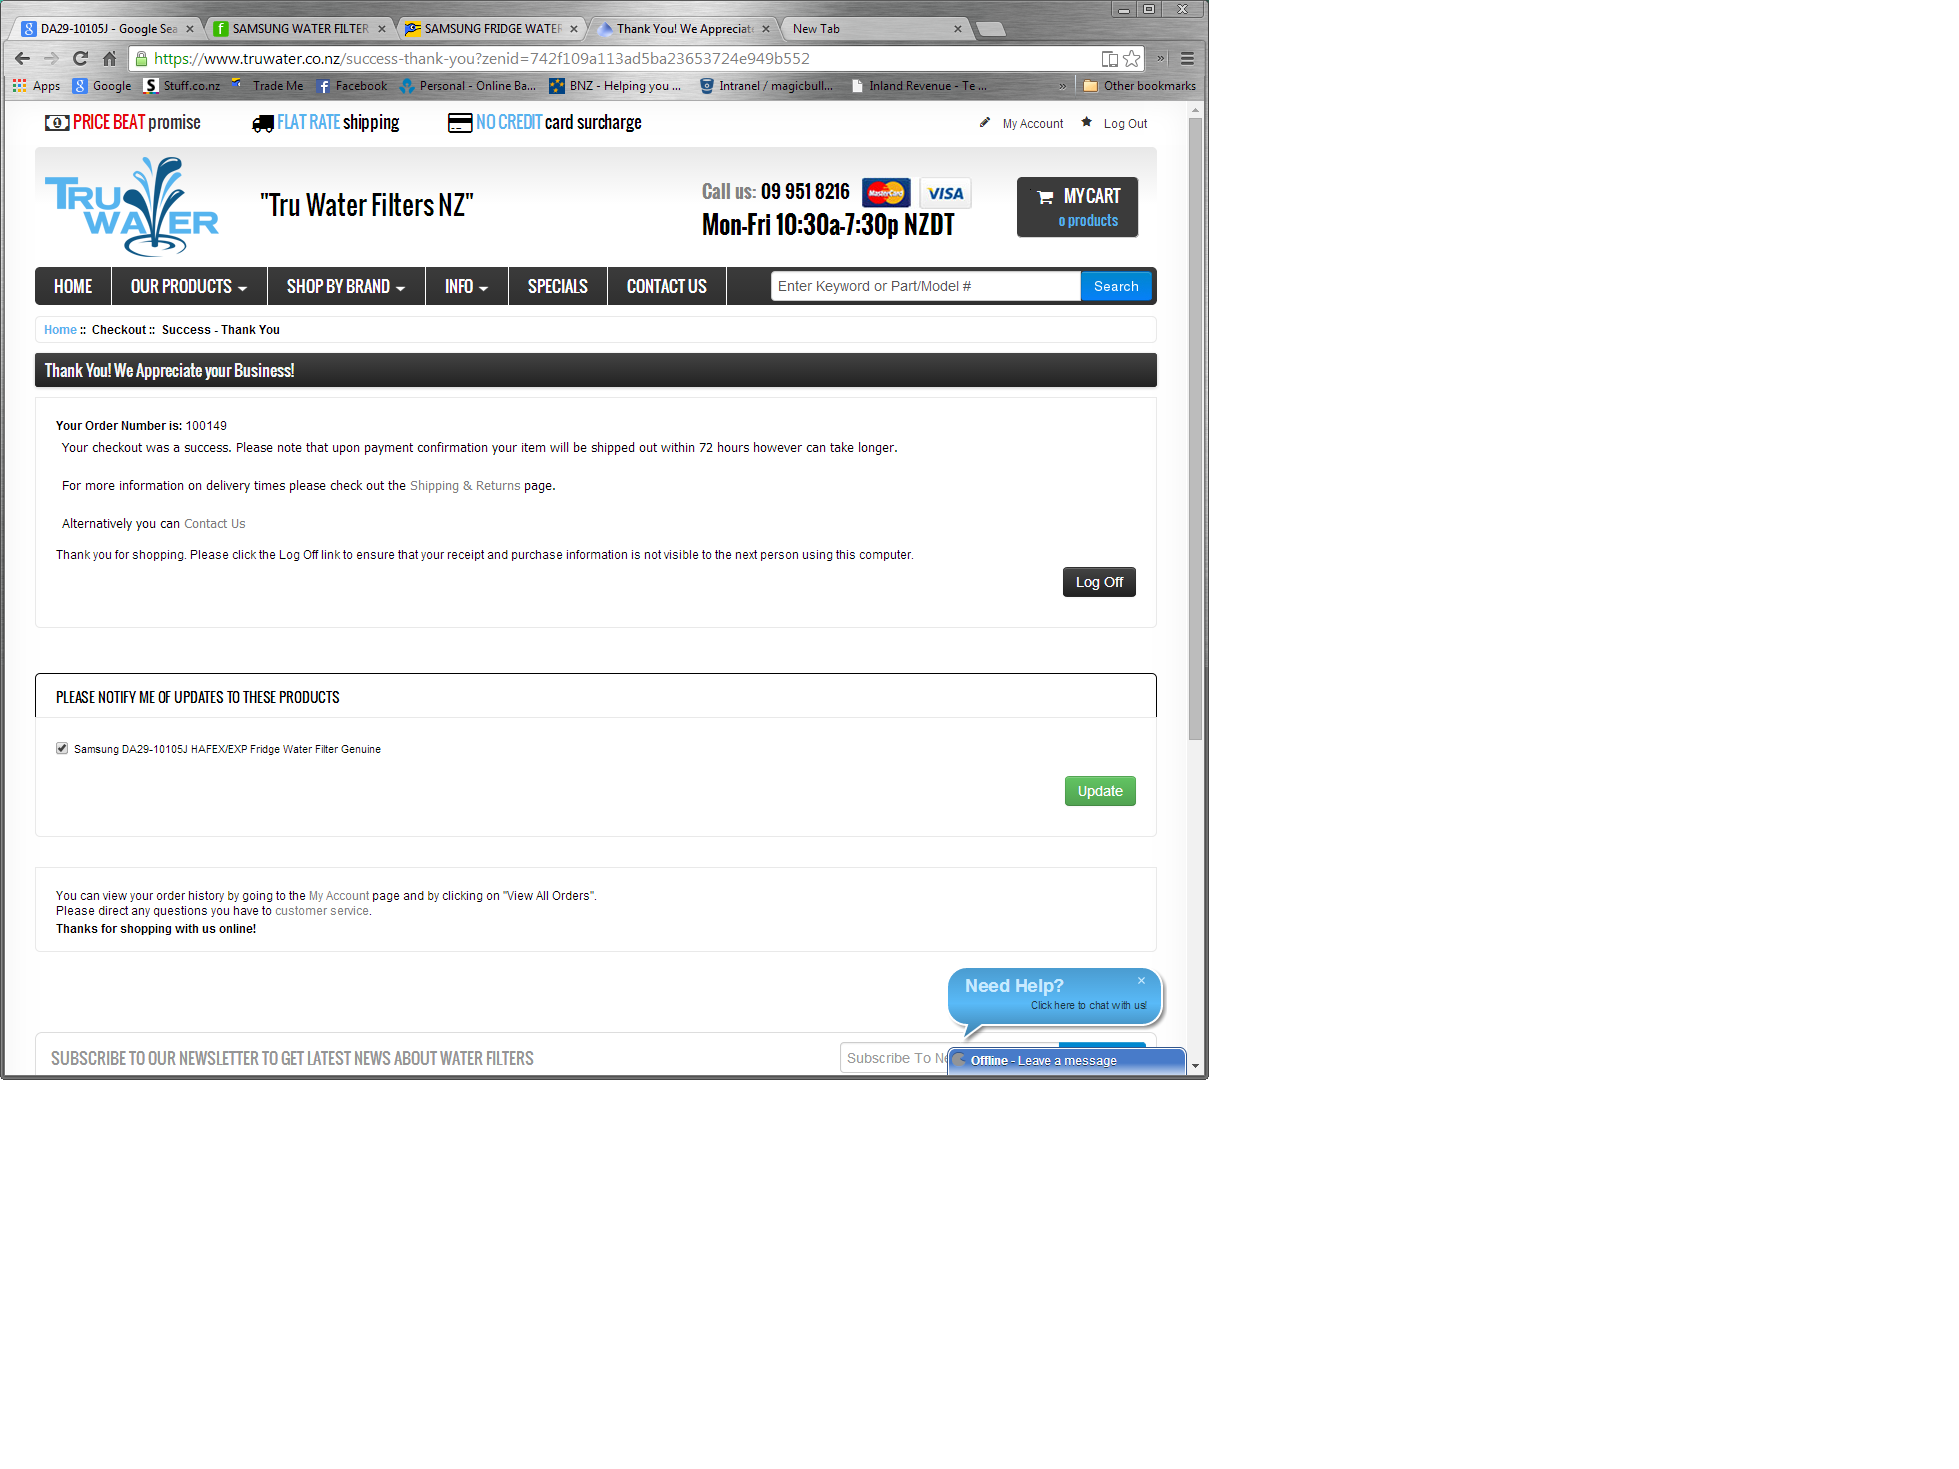 DA29-10105J - Google Sea
SAMSUNG WATER FILTER
SAMSUNG FRIDGE WATER
Thank You! We Appreciate
New Tab
https://www.truwater.co.nz/success-thank-you?zenid=742f109a113ad5ba23653724e949b552
Apps Google Stuff.co.nz Trade Me Facebook Personal - Online Ba... BNZ - Helping you ... Intranel / magicbull... Inland Revenue - Te ... » Other bookmarks
PRICE BEAT promise FLAT RATE shipping NO CREDIT card surcharge My Account Log Out
TRU WATER
"Tru Water Filters NZ"
Call us: 09 951 8216 MasterCard VISA
Mon-Fri 10:30a-7:30p NZDT
MY CART
0 products
HOME OUR PRODUCTS SHOP BY BRAND INFO SPECIALS CONTACT US Enter Keyword or Part/Model # Search
Home :: Checkout :: Success - Thank You
Thank You! We Appreciate your Business!
Your Order Number is: 100149
Your checkout was a success. Please note that upon payment confirmation your item will be shipped out within 72 hours however can take longer.
For more information on delivery times please check out the Shipping & Returns page.
Alternatively you can Contact Us
Thank you for shopping. Please click the Log Off link to ensure that your receipt and purchase information is not visible to the next person using this computer.
Log Off
PLEASE NOTIFY ME OF UPDATES TO THESE PRODUCTS
Samsung DA29-10105J HAFEX/EXP Fridge Water Filter Genuine
Update
You can view your order history by going to the My Account page and by clicking on "View All Orders".
Please direct any questions you have to customer service.
Thanks for shopping with us online!
Need Help?
Click here to chat with us!
SUBSCRIBE TO OUR NEWSLETTER TO GET LATEST NEWS ABOUT WATER FILTERS
Subscribe To Ne
Offline - Leave a message